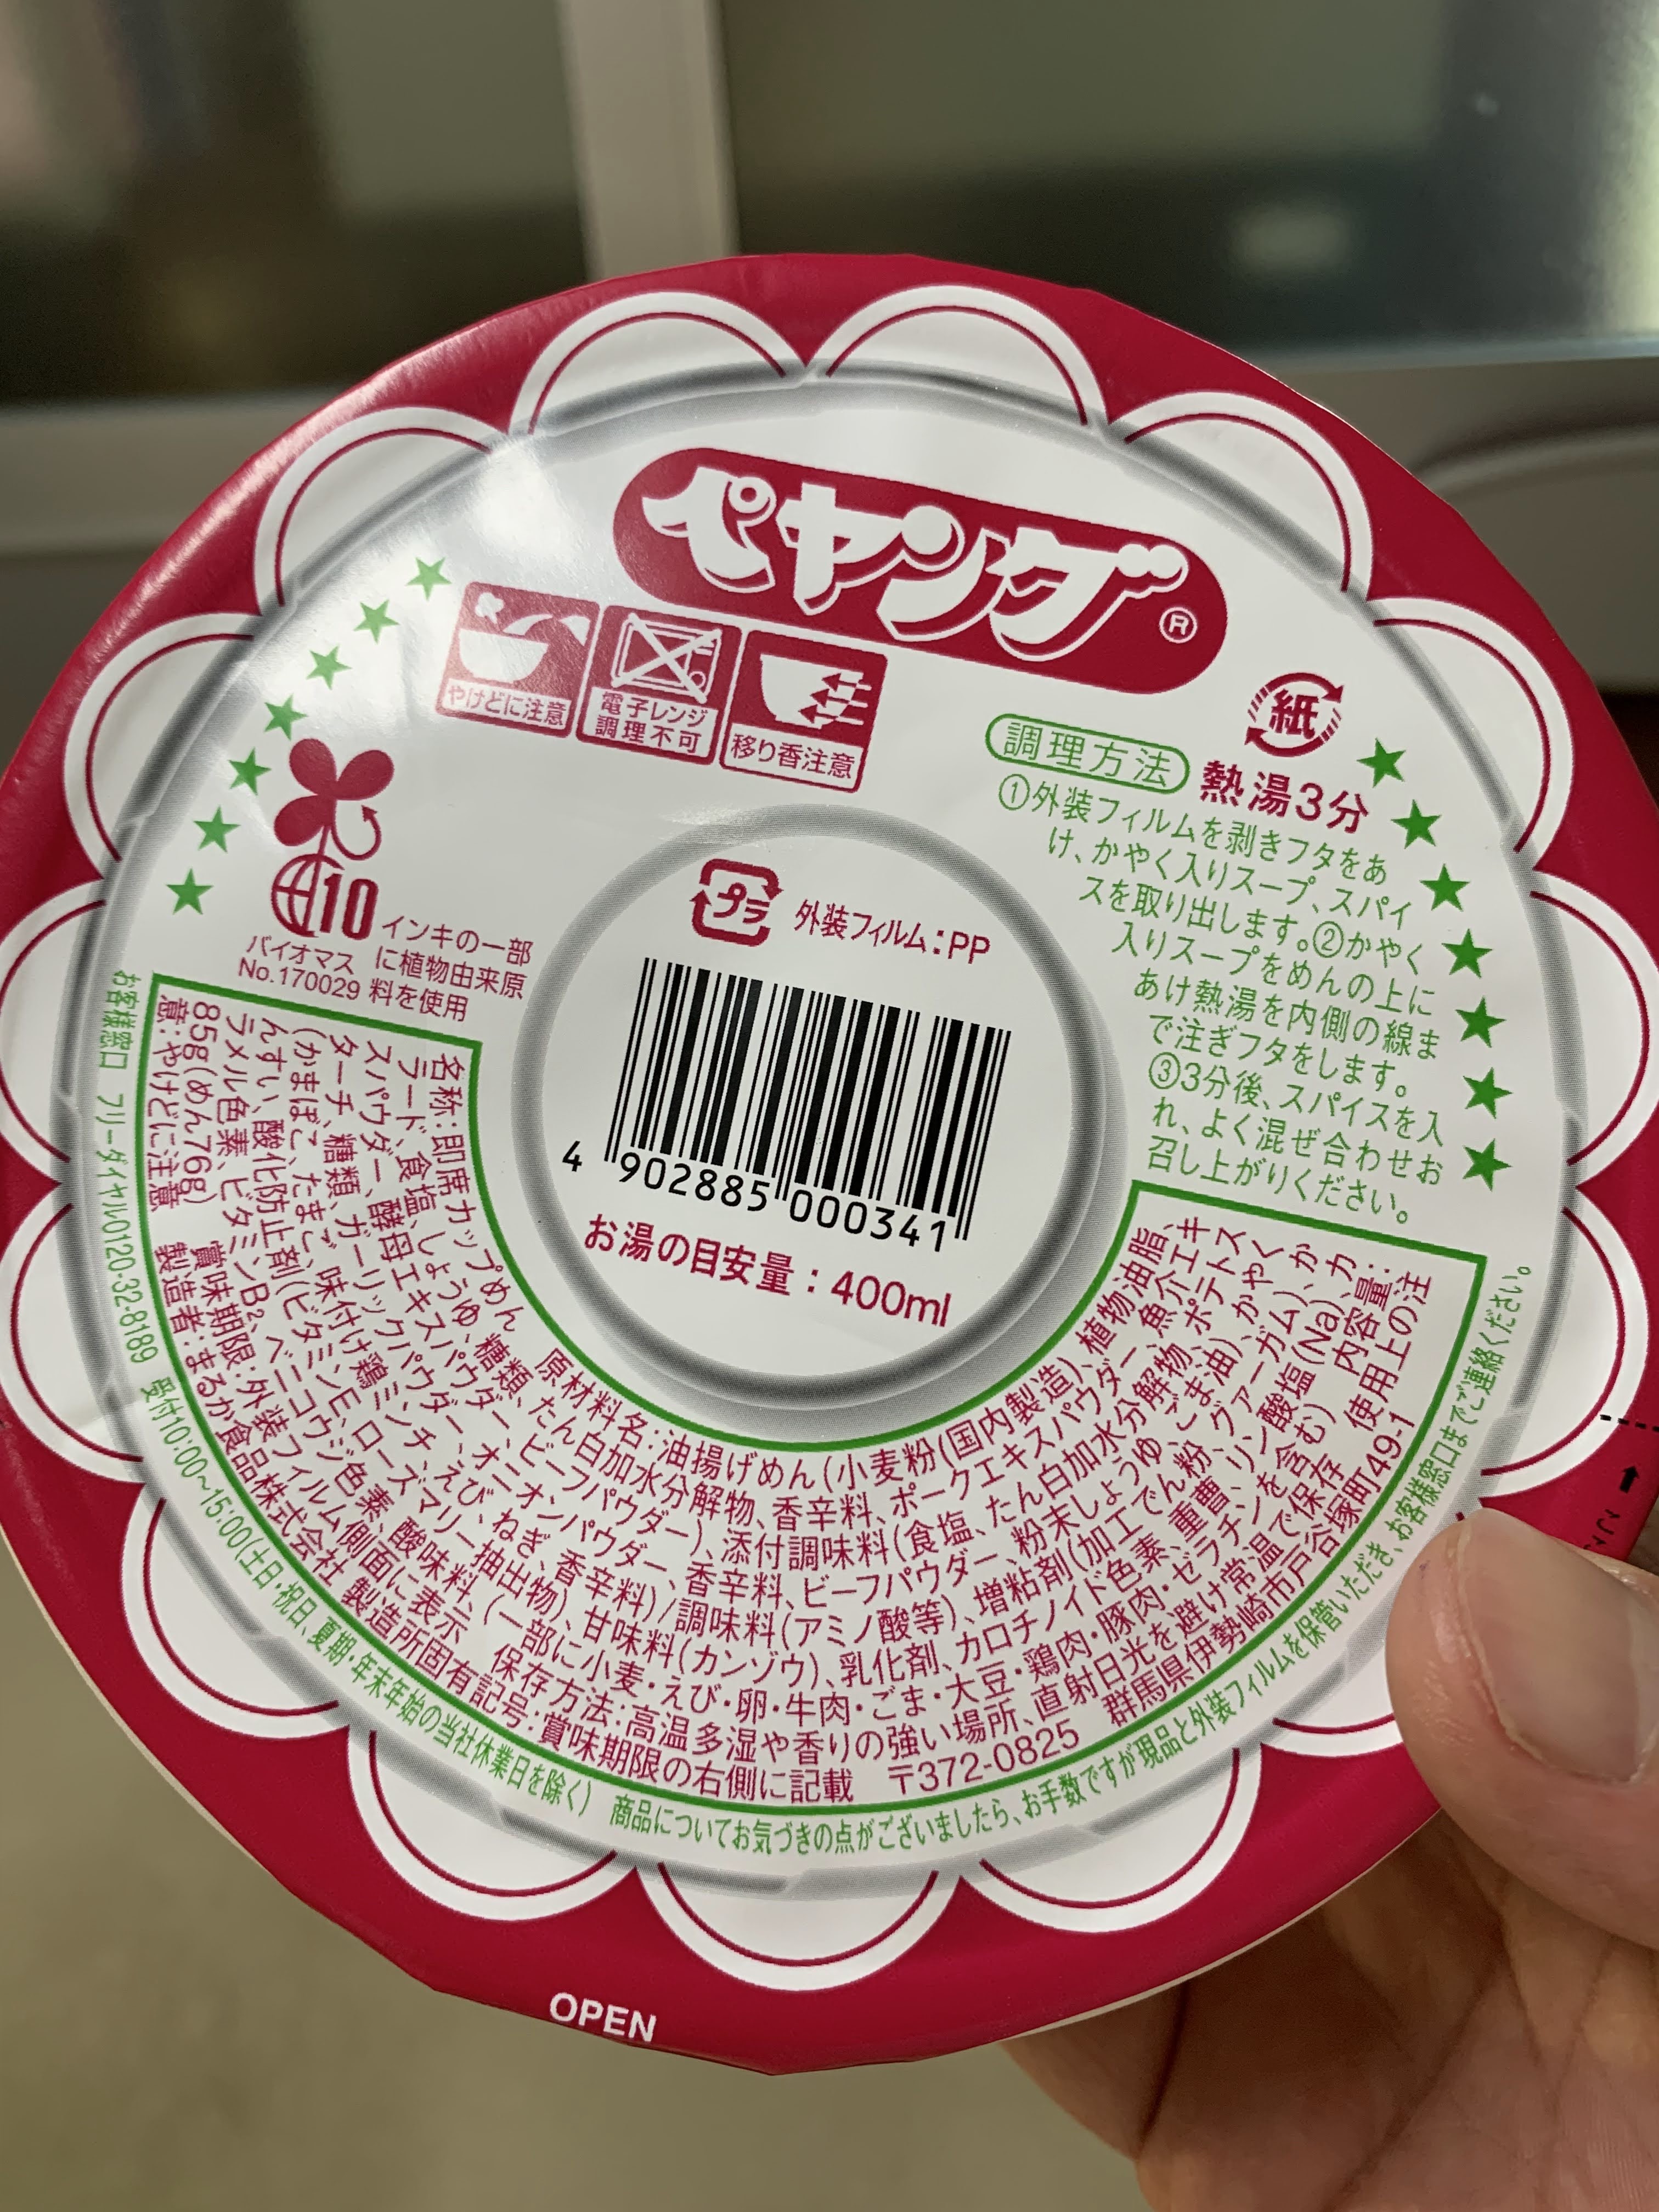 ペヤング®
やけどに注意
電子レンジ
調理不可
移り香注意
紙
調理方法 熱湯3分
①外装フィルムを剥きフタをあ
け、かやく入りスープ、スパイ
スを取り出します。②かやく
入りスープをめんの上に
あけ熱湯を内側の線ま
で注ぎフタをします。
③3分後、スパイスを入
れ、よく混ぜ合わせお
召し上がりください。
10
バイオマス
No.170029
インキの一部
に植物由来原
料を使用
プラ 外装フィルム:PP
4 902885 000341
お湯の目安量:400ml
名称:即席カップめん 原材料名:油揚げめん(小麦粉(国内製造)、植物油脂、
ラード、食塩、しょうゆ、糖類、たん白加水分解物、香辛料、ポークエキスパウダー、魚介エキ
スパウダー、酵母エキスパウダー、ビーフパウダー)、添付調味料(食塩、たん白加水分解物、ポテトス
ターチ、糖類、ガーリックパウダー、オニオンパウダー、香辛料、ビーフパウダー、粉末しょうゆ、ごま油)、かやく
(かまぼこ、たまご、味付け鶏ミンチ、えび、ねぎ、香辛料)/調味料(アミノ酸等)、増粘剤(加工でん粉、グァーガム)、か
んすい、酸化防止剤(ビタミンE、ローズマリー抽出物)、甘味料(カンゾウ)、乳化剤、カロチノイド色素、重曹、リン酸塩(Na)、カ
ラメル色素、ビタミンB₂、ベニコウジ色素、酸味料、(一部に小麦・えび・卵・牛肉・ごま・大豆・鶏肉・豚肉・ゼラチンを含む) 内容量:
85g(めん76g) 賞味期限:外装フィルム側面に表示 保存方法:高温多湿や香りの強い場所、直射日光を避け常温で保存 使用上の注
意:やけどに注意 製造者:まるか食品株式会社 製造所固有記号:賞味期限の右側に記載 〒372-0825 群馬県伊勢崎市戸谷塚町49-1
お客様窓口 フリーダイヤル0120-32-8189 受付10:00~15:00(土日・祝日、夏期・年末年始の当社休業日を除く) 商品についてお気づきの点がございましたら、お手数ですが現品と外装フィルムを保管いただき、お客様窓口までご連絡ください。
OPEN